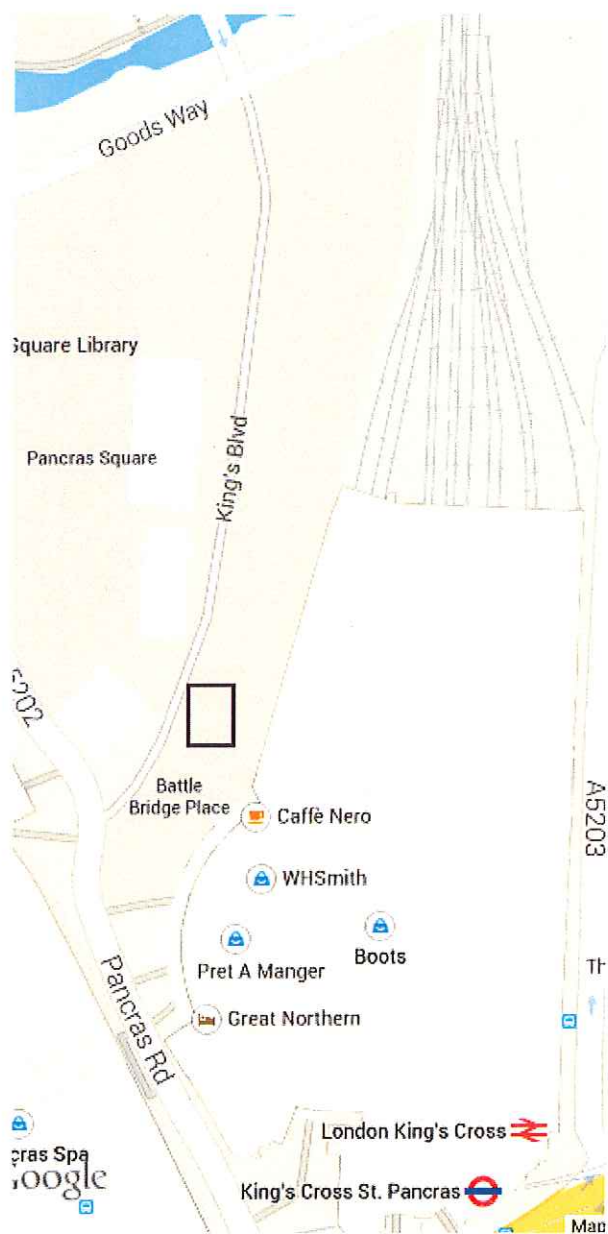 Goods Way
Square Library
King's Blvd
Pancras Square
5202
Battle
Bridge Place
Caffè Nero
A5203
WHSmith
Boots
Pret A Manger
Th
Pancras Rd
Great Northern
London King's Cross
cras Spa
Google
King's Cross St. Pancras
Map